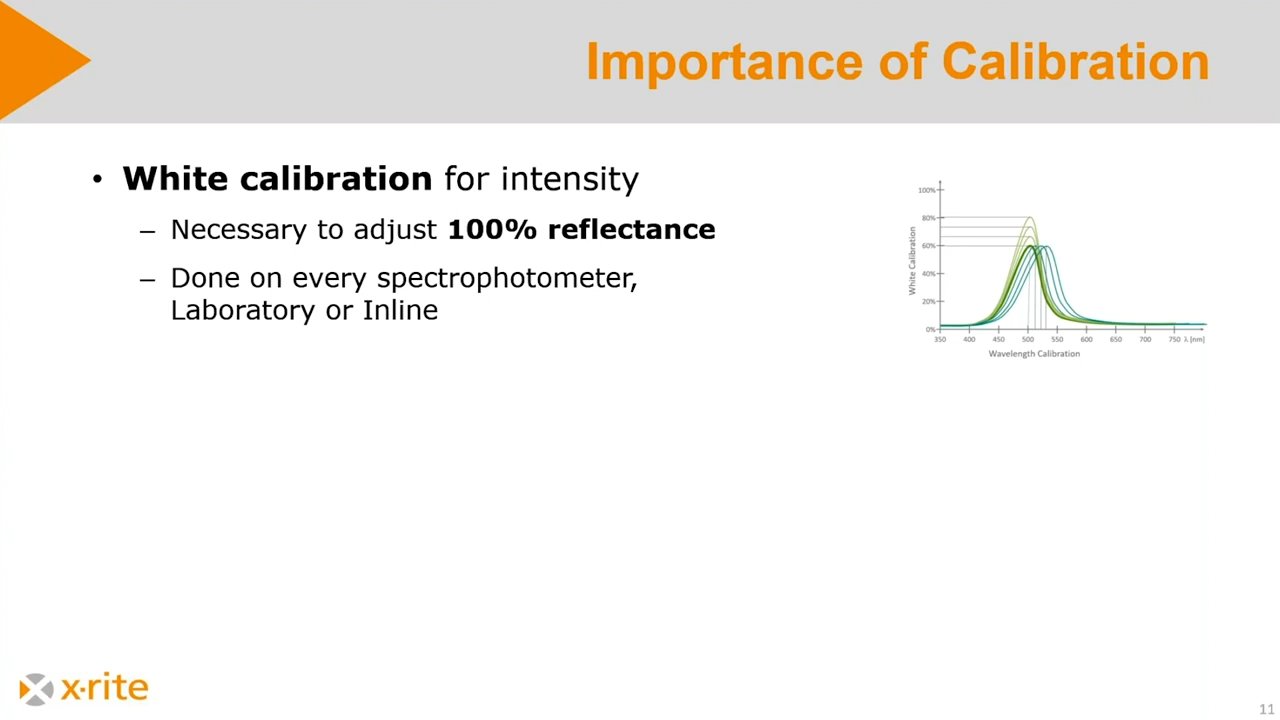 Importance of Calibration
• White calibration for intensity
– Necessary to adjust 100% reflectance
– Done on every spectrophotometer,
Laboratory or Inline
100%
80%
60%
40%
20%
0%
White Calibration
350 400 450 500 550 600 650 700 750 λ [nm]
Wavelength Calibration
x·rite
11